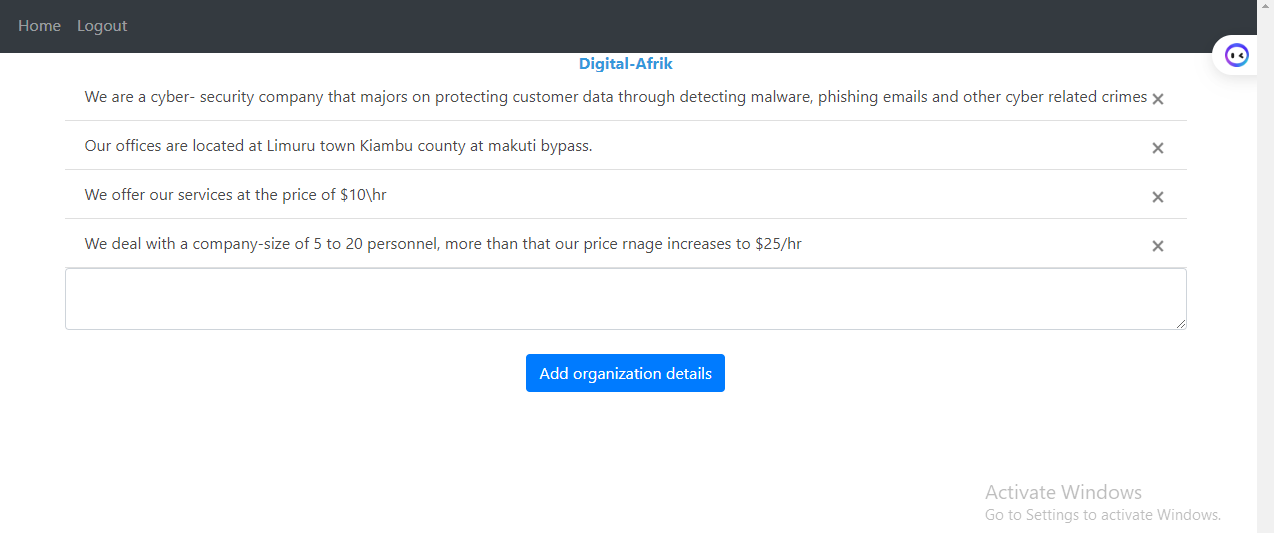 Home Logout
Digital-Afrik
We are a cyber- security company that majors on protecting customer data through detecting malware, phishing emails and other cyber related crimes ×
Our offices are located at Limuru town Kiambu county at makuti bypass. ×
We offer our services at the price of $10\hr ×
We deal with a company-size of 5 to 20 personnel, more than that our price rnage increases to $25/hr ×
Add organization details
Activate Windows
Go to Settings to activate Windows.